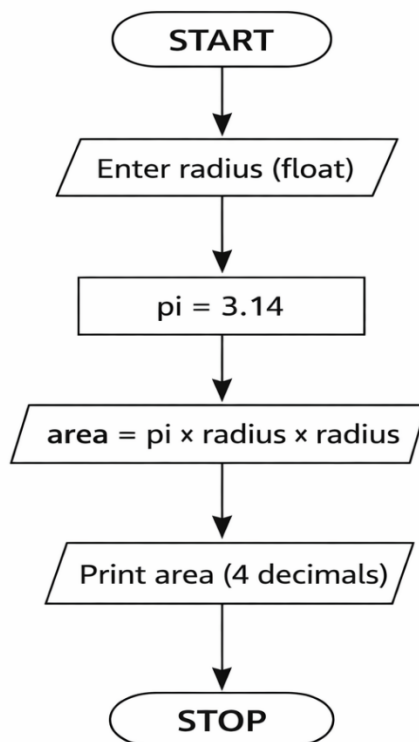 START
Enter radius (float)
pi = 3.14
area = pi × radius × radius
Print area (4 decimals)
STOP